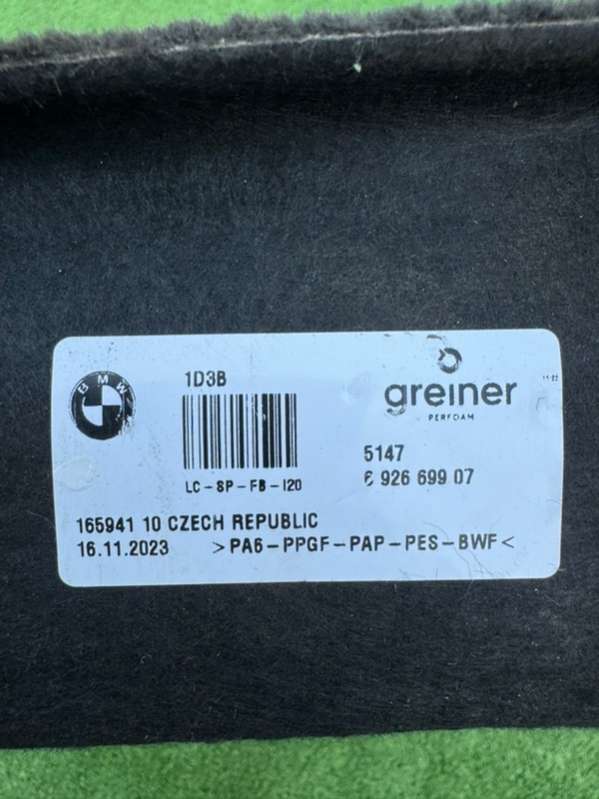 BMW
1D3B
greiner
PERFOAM
5147
6 926 699 07
LC-SP-FB-I20
165941 10 CZECH REPUBLIC
16.11.2023 >PA6-PPGF-PAP-PES-BWF<